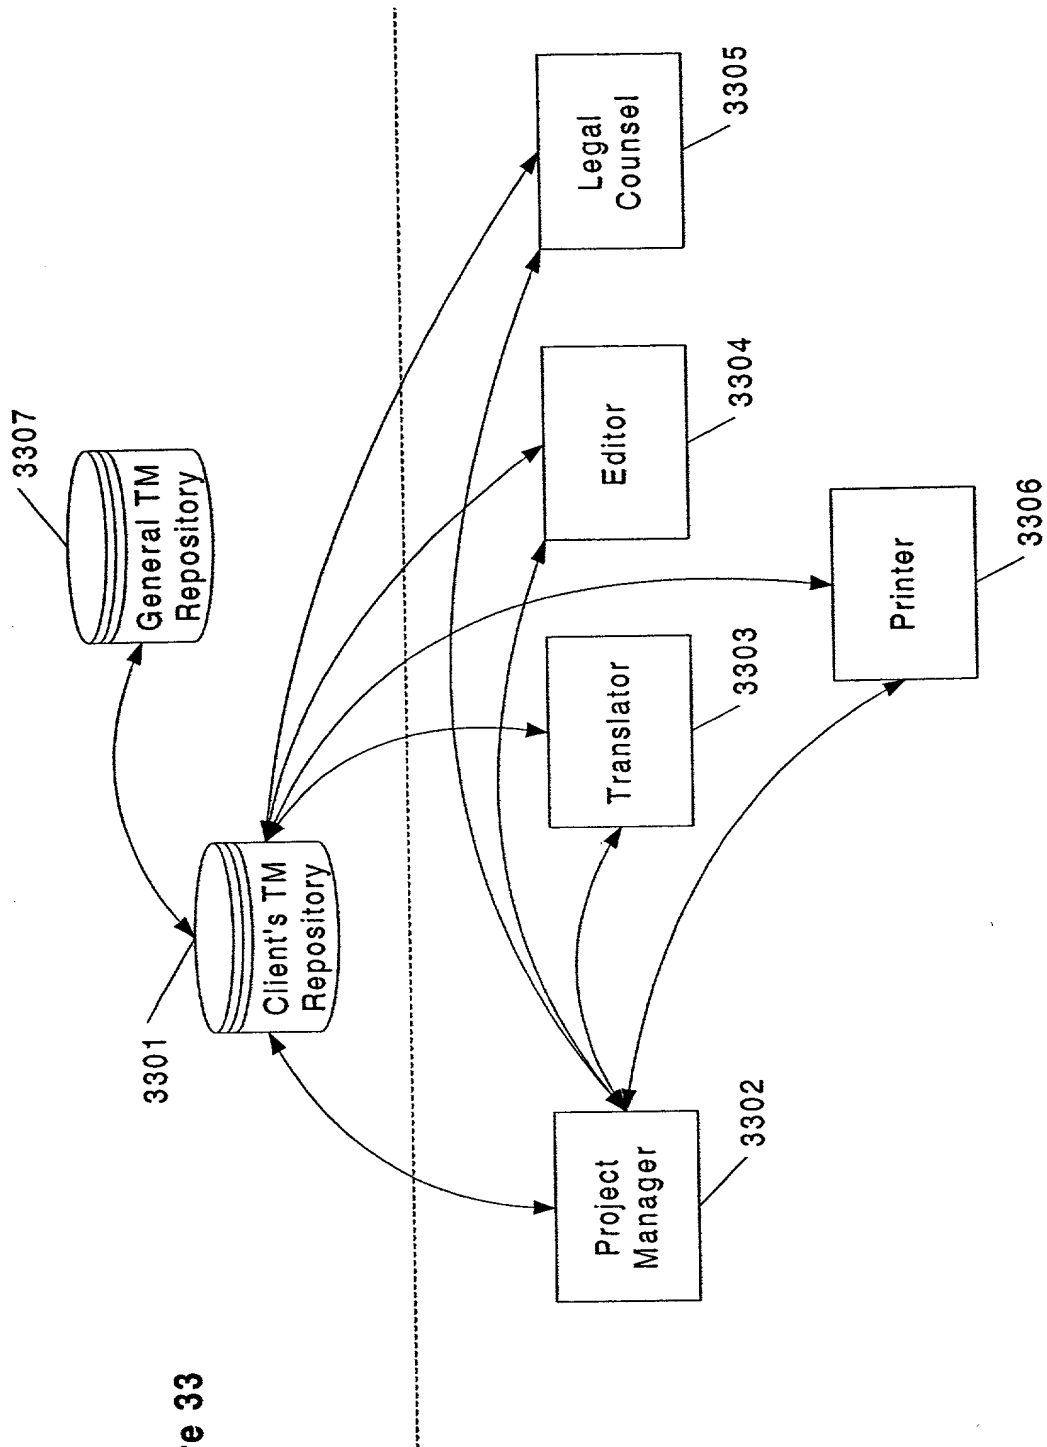 3307
General TM
Repository
3301
Client's TM
Repository
Project
Manager
3302
Translator
3303
Editor
3304
Legal
Counsel
3305
Printer
3306
33